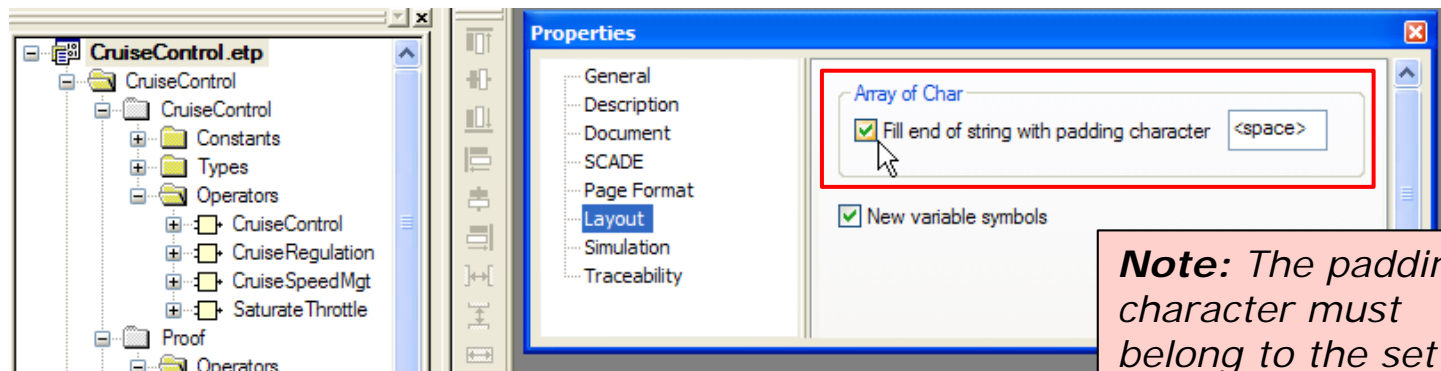 CruiseControl.etp
CruiseControl
CruiseControl
Constants
Types
Operators
CruiseControl
CruiseRegulation
CruiseSpeedMgt
SaturateThrottle
Proof
Operators
Properties
General
Description
Document
SCADE
Page Format
Layout
Simulation
Traceability
Array of Char
Fill end of string with padding character <space>
New variable symbols
Note: The paddin
character must
belong to the set